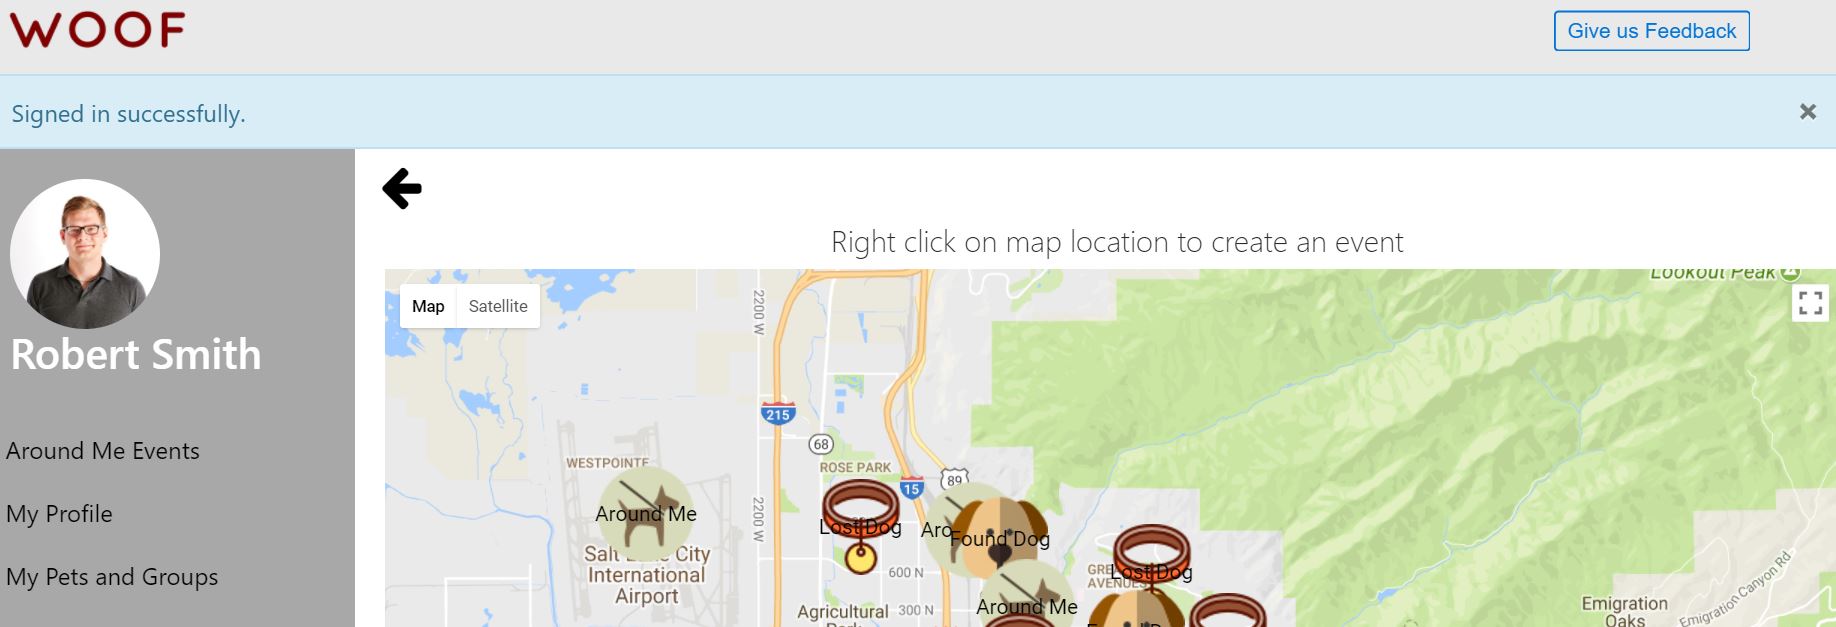 WOOF
Give us Feedback
Signed in successfully.
×
Robert Smith
Around Me Events
My Profile
My Pets and Groups
Right click on map location to create an event
Map
Satellite
Lookout Peak
2200 W
215
68
ROSE PARK
WESTPOINTE
15
89
2200 W
Around Me
Lost Dog
Aro
Found Dog
Salt Lake City
International
Airport
600 N
GRE
AVENUES
Lost Dog
Agricultural
300 N
Around Me
Emigration
Oaks
Emigration Canyon Rd